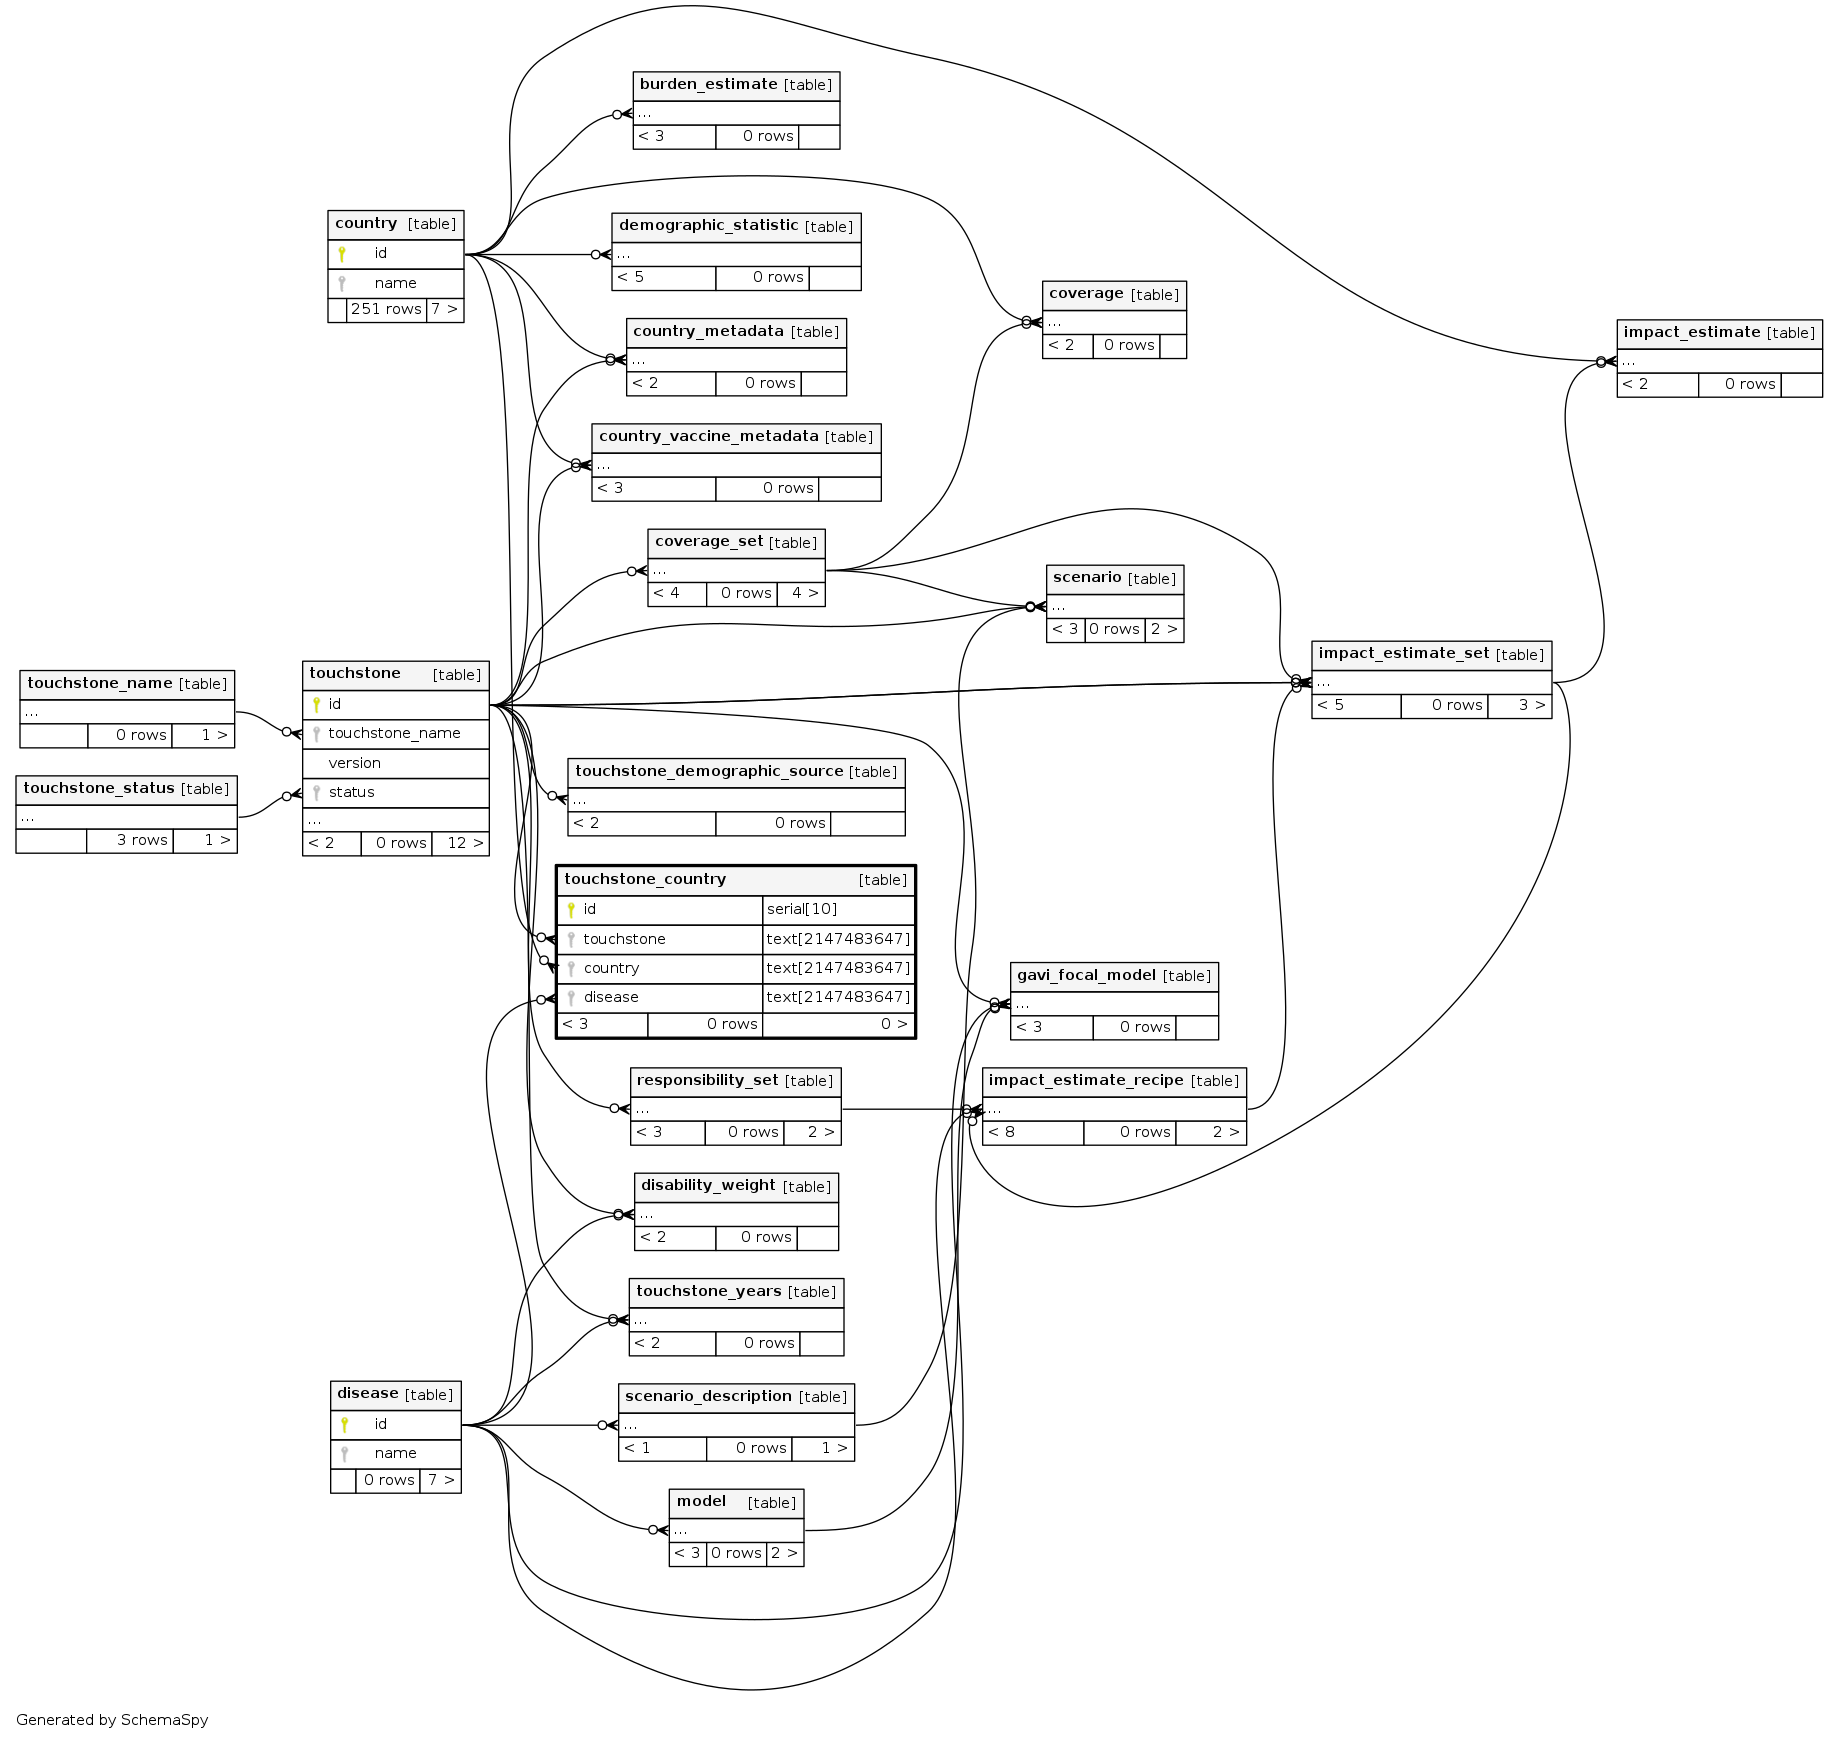 burden_estimate [table]
...
< 3 0 rows
country [table]
id
name
251 rows 7 >
demographic_statistic [table]
...
< 5 0 rows
country_metadata [table]
...
< 2 0 rows
country_vaccine_metadata [table]
...
< 3 0 rows
coverage [table]
...
< 2 0 rows
impact_estimate [table]
...
< 2 0 rows
coverage_set [table]
...
< 4 0 rows 4 >
scenario [table]
...
< 3 0 rows 2 >
impact_estimate_set [table]
...
< 5 0 rows 3 >
touchstone_name [table]
...
0 rows 1 >
touchstone_status [table]
...
3 rows 1 >
touchstone [table]
id
touchstone_name
version
status
...
< 2 0 rows 12 >
touchstone_demographic_source [table]
...
< 2 0 rows
touchstone_country [table]
id serial[10]
touchstone text[2147483647]
country text[2147483647]
disease text[2147483647]
< 3 0 rows 0 >
gavi_focal_model [table]
...
< 3 0 rows
responsibility_set [table]
...
< 3 0 rows 2 >
impact_estimate_recipe [table]
...
< 8 0 rows 2 >
disability_weight [table]
...
< 2 0 rows
touchstone_years [table]
...
< 2 0 rows
disease [table]
id
name
0 rows 7 >
scenario_description [table]
...
< 1 0 rows 1 >
model [table]
...
< 3 0 rows 2 >
Generated by SchemaSpy